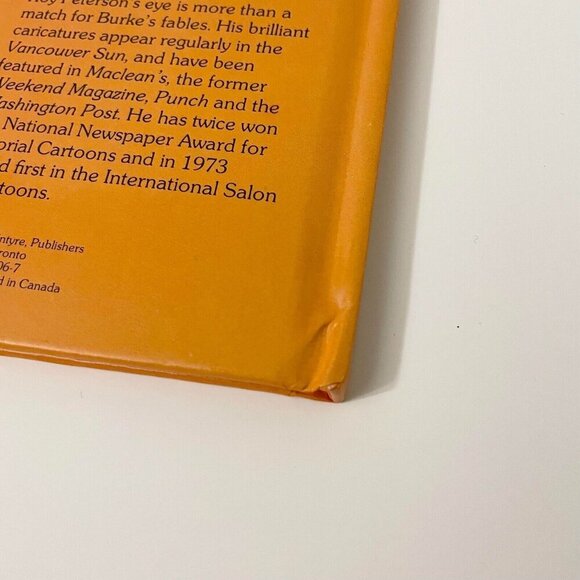 Roy Peterson's eye is more than a
match for Burke's fables. His brilliant
caricatures appear regularly in the
Vancouver Sun, and have been
featured in Maclean's, the former
Weekend Magazine, Punch and the
Washington Post. He has twice won
National Newspaper Award for
orial Cartoons and in 1973
d first in the International Salon
rtoons.
ntyre, Publishers
ronto
06-7
d in Canada